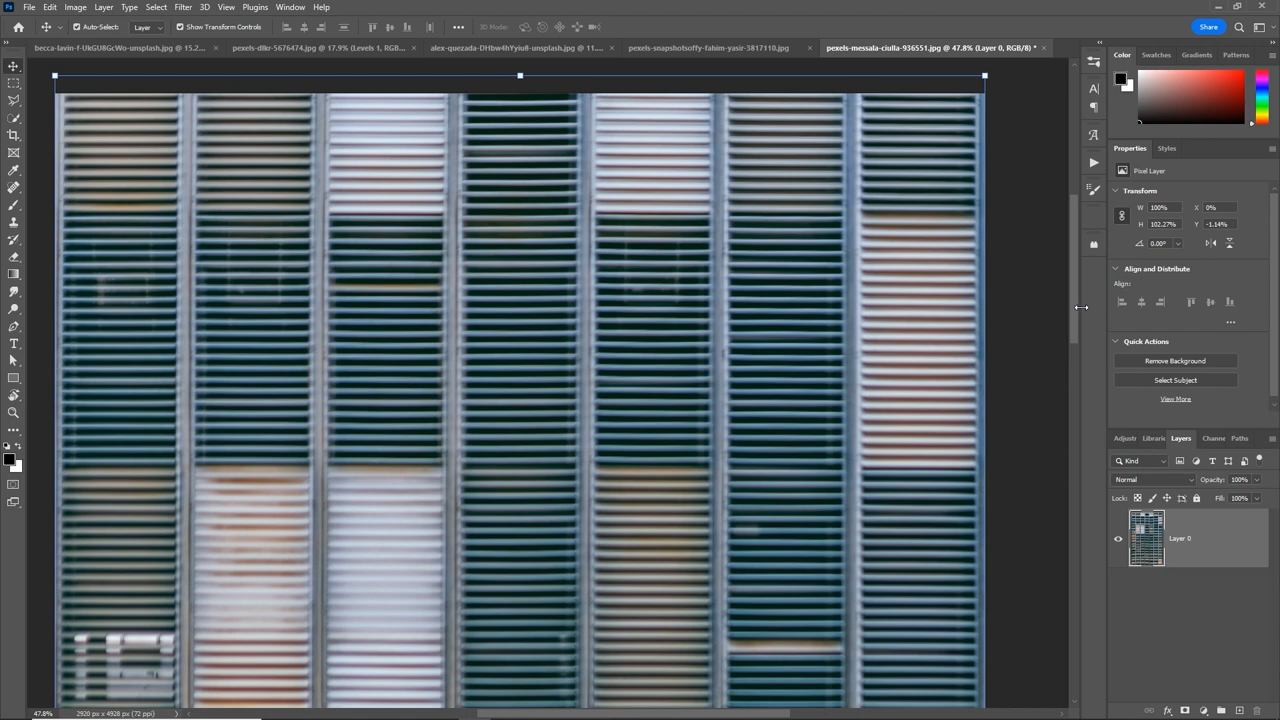 Ps File Edit Image Layer Type Select Filter 3D View Plugins Window Help
Auto-Select: Layer Show Transform Controls 3D Mode: Share
becca-lavin-f-UkGU8GcWo-unsplash.jpg @ 15.2... × pexels-dlkr-5676474.jpg @ 17.9% (Levels 1, RGB... × alex-quezada-DHbw4hYyiu8-unsplash.jpg @ 11.... × pexels-snapshotsoffy-fahim-yasir-3817110.jpg × pexels-messala-ciulla-936551.jpg @ 47.8% (Layer 0, RGB/8) * ×
Color Swatches Gradients Patterns
Properties Styles
Pixel Layer
Transform
W 100% X 0%
H 102.27% Y -1.14%
0.00°
Align and Distribute
Align:
Quick Actions
Remove Background
Select Subject
View More
Adjustr Librarie Layers Channe Paths
Kind
Normal Opacity: 100%
Lock: Fill: 100%
Layer 0
47.8% 2920 px x 4928 px (72 ppi)